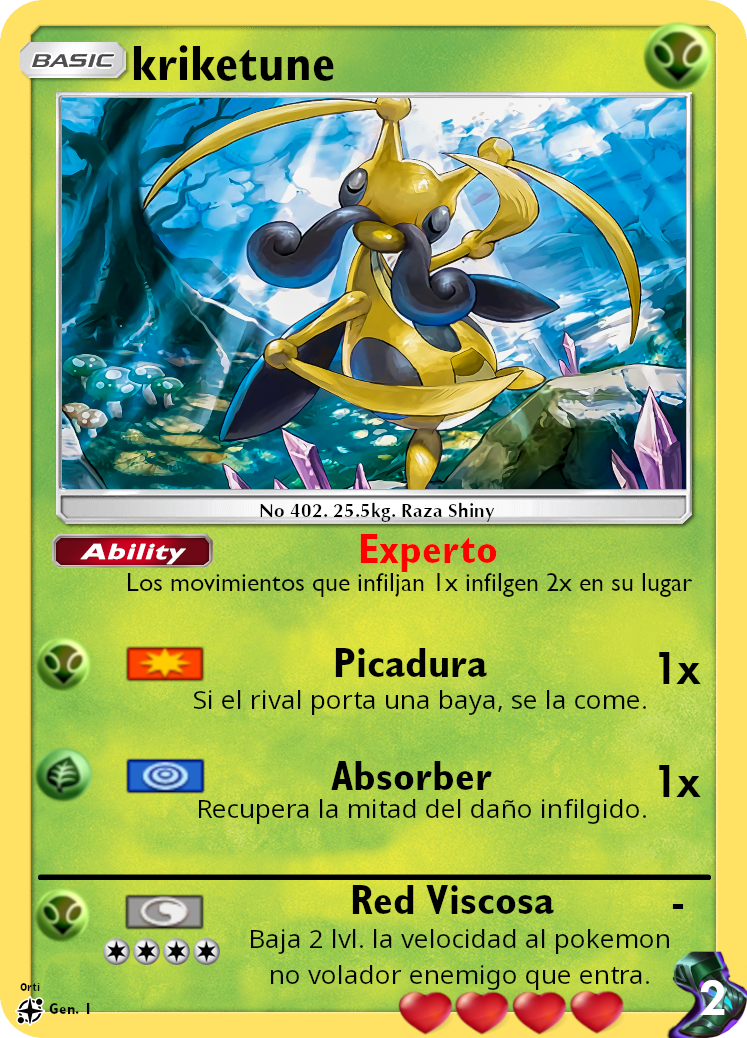 BASIC kriketune
No 402. 25.5kg. Raza Shiny
Ability Experto
Los movimientos que infiljan 1x infilgen 2x en su lugar
Picadura 1x
Si el rival porta una baya, se la come.
Absorber 1x
Recupera la mitad del daño infilgido.
Red Viscosa -
Baja 2 lvl. la velocidad al pokemon
no volador enemigo que entra.
Orti
Gen. I
2